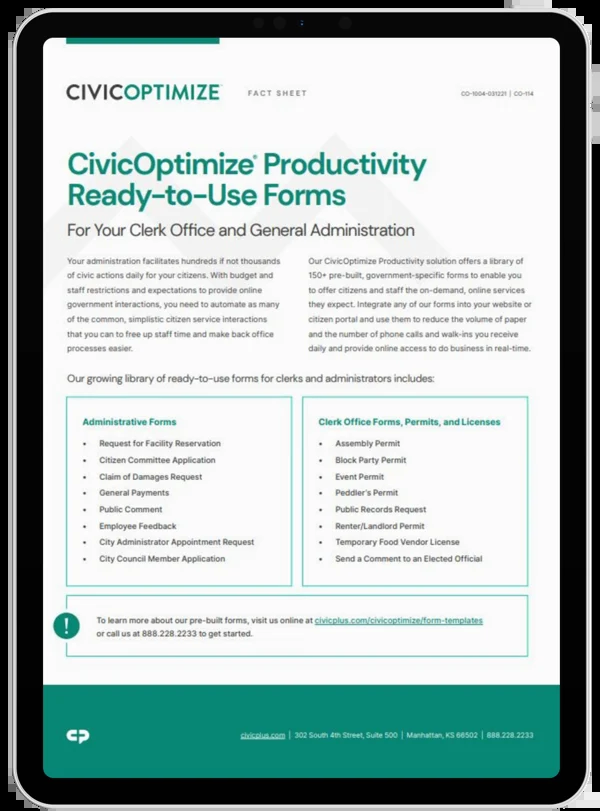 CIVICOPTIMIZE
FACT SHEET
CO-1004-031221 | CO-114
CivicOptimize® Productivity
Ready-to-Use Forms
For Your Clerk Office and General Administration
Your administration facilitates hundreds if not thousands
of civic actions daily for your citizens. With budget and
staff restrictions and expectations to provide online
government interactions, you need to automate as many
of the common, simplistic citizen service interactions
that you can to free up staff time and make back office
processes easier.
Our CivicOptimize Productivity solution offers a library of
150+ pre-built, government-specific forms to enable you
to offer citizens and staff the on-demand, online services
they expect. Integrate any of our forms into your website or
citizen portal and use them to reduce the volume of paper
and the number of phone calls and walk-ins you receive
daily and provide online access to do business in real-time.
Our growing library of ready-to-use forms for clerks and administrators includes:
Administrative Forms
• Request for Facility Reservation
• Citizen Committee Application
• Claim of Damages Request
• General Payments
• Public Comment
• Employee Feedback
• City Administrator Appointment Request
• City Council Member Application
Clerk Office Forms, Permits, and Licenses
• Assembly Permit
• Block Party Permit
• Event Permit
• Peddler's Permit
• Public Records Request
• Renter/Landlord Permit
• Temporary Food Vendor License
• Send a Comment to an Elected Official
!
To learn more about our pre-built forms, visit us online at civicplus.com/civicoptimize/form-templates
or call us at 888.228.2233 to get started.
CP
civicplus.com | 302 South 4th Street, Suite 500 | Manhattan, KS 66502 | 888.228.2233